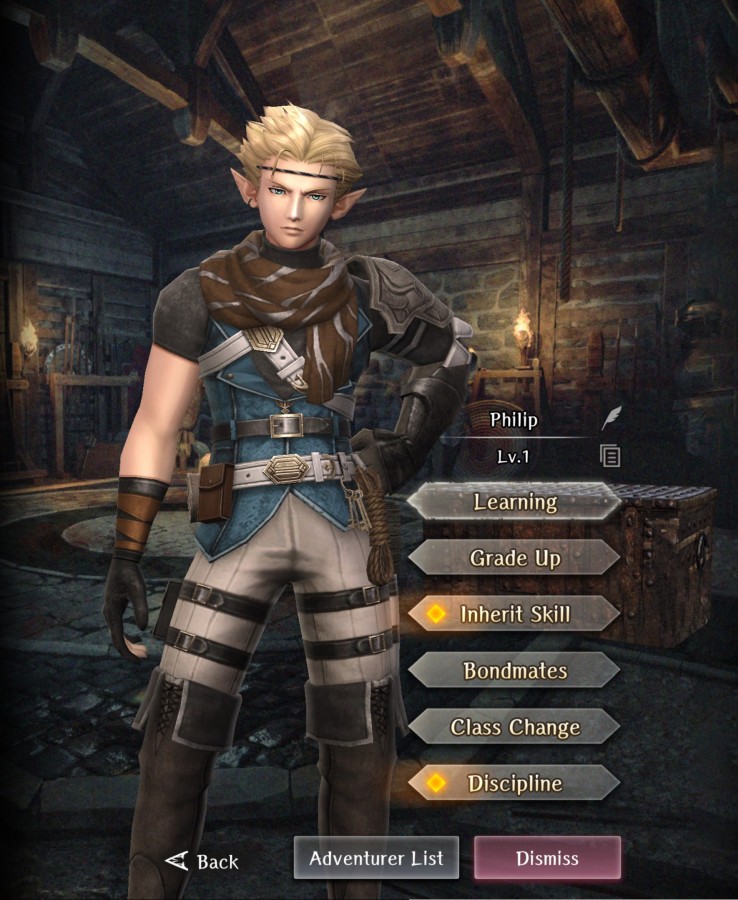 Philip
Lv.1
Learning
Grade Up
Inherit Skill
Bondmates
Class Change
Discipline
Back
Adventurer List
Dismiss